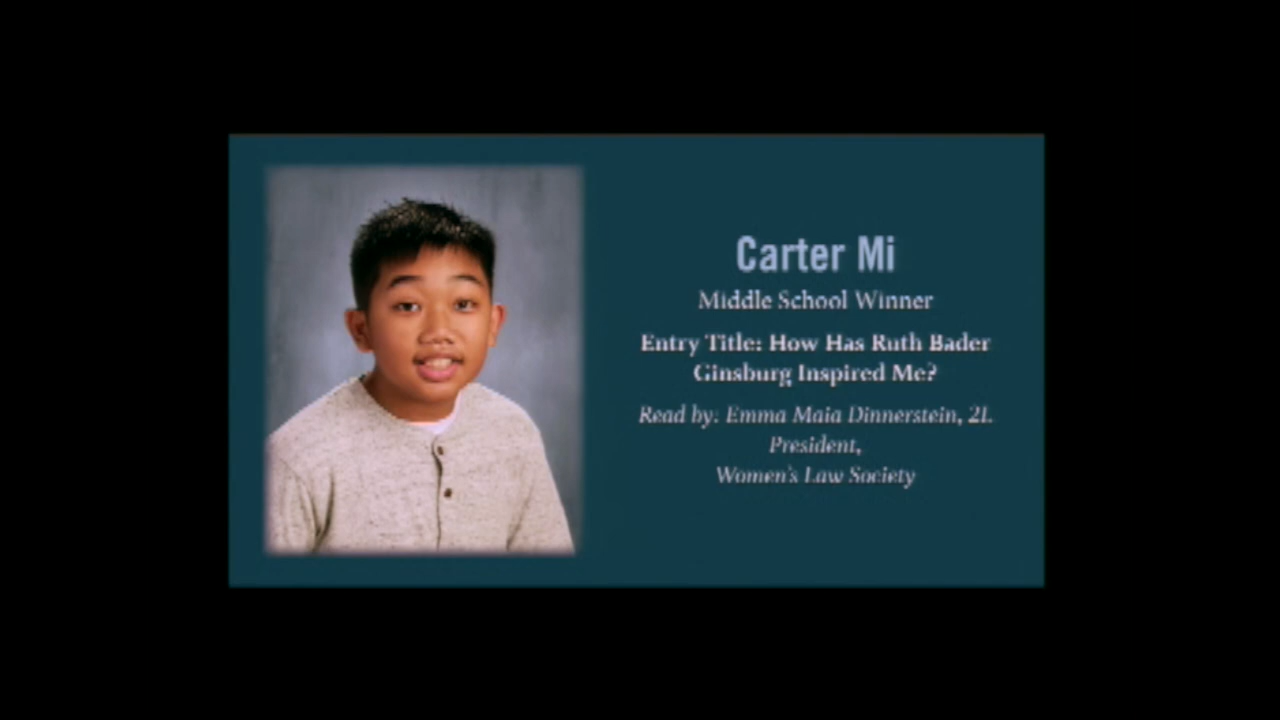 Carter Mi
Middle School Winner
Entry Title: How Has Ruth Bader
Ginsburg Inspired Me?
Read by: Emma Maia Dinnerstein, 2L
President,
Women's Law Society